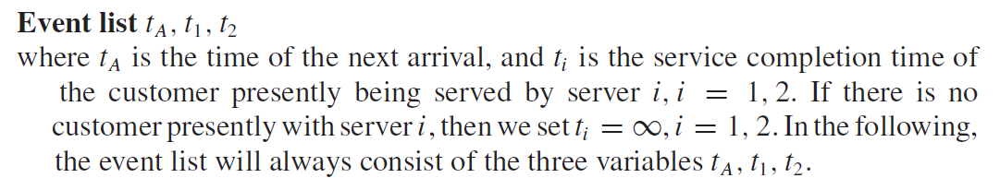 Event list t_A, t_1, t_2
where t_A is the time of the next arrival, and t_i is the service completion time of
the customer presently being served by server i, i = 1, 2. If there is no
customer presently with server i, then we set t_i = ∞, i = 1, 2. In the following,
the event list will always consist of the three variables t_A, t_1, t_2.